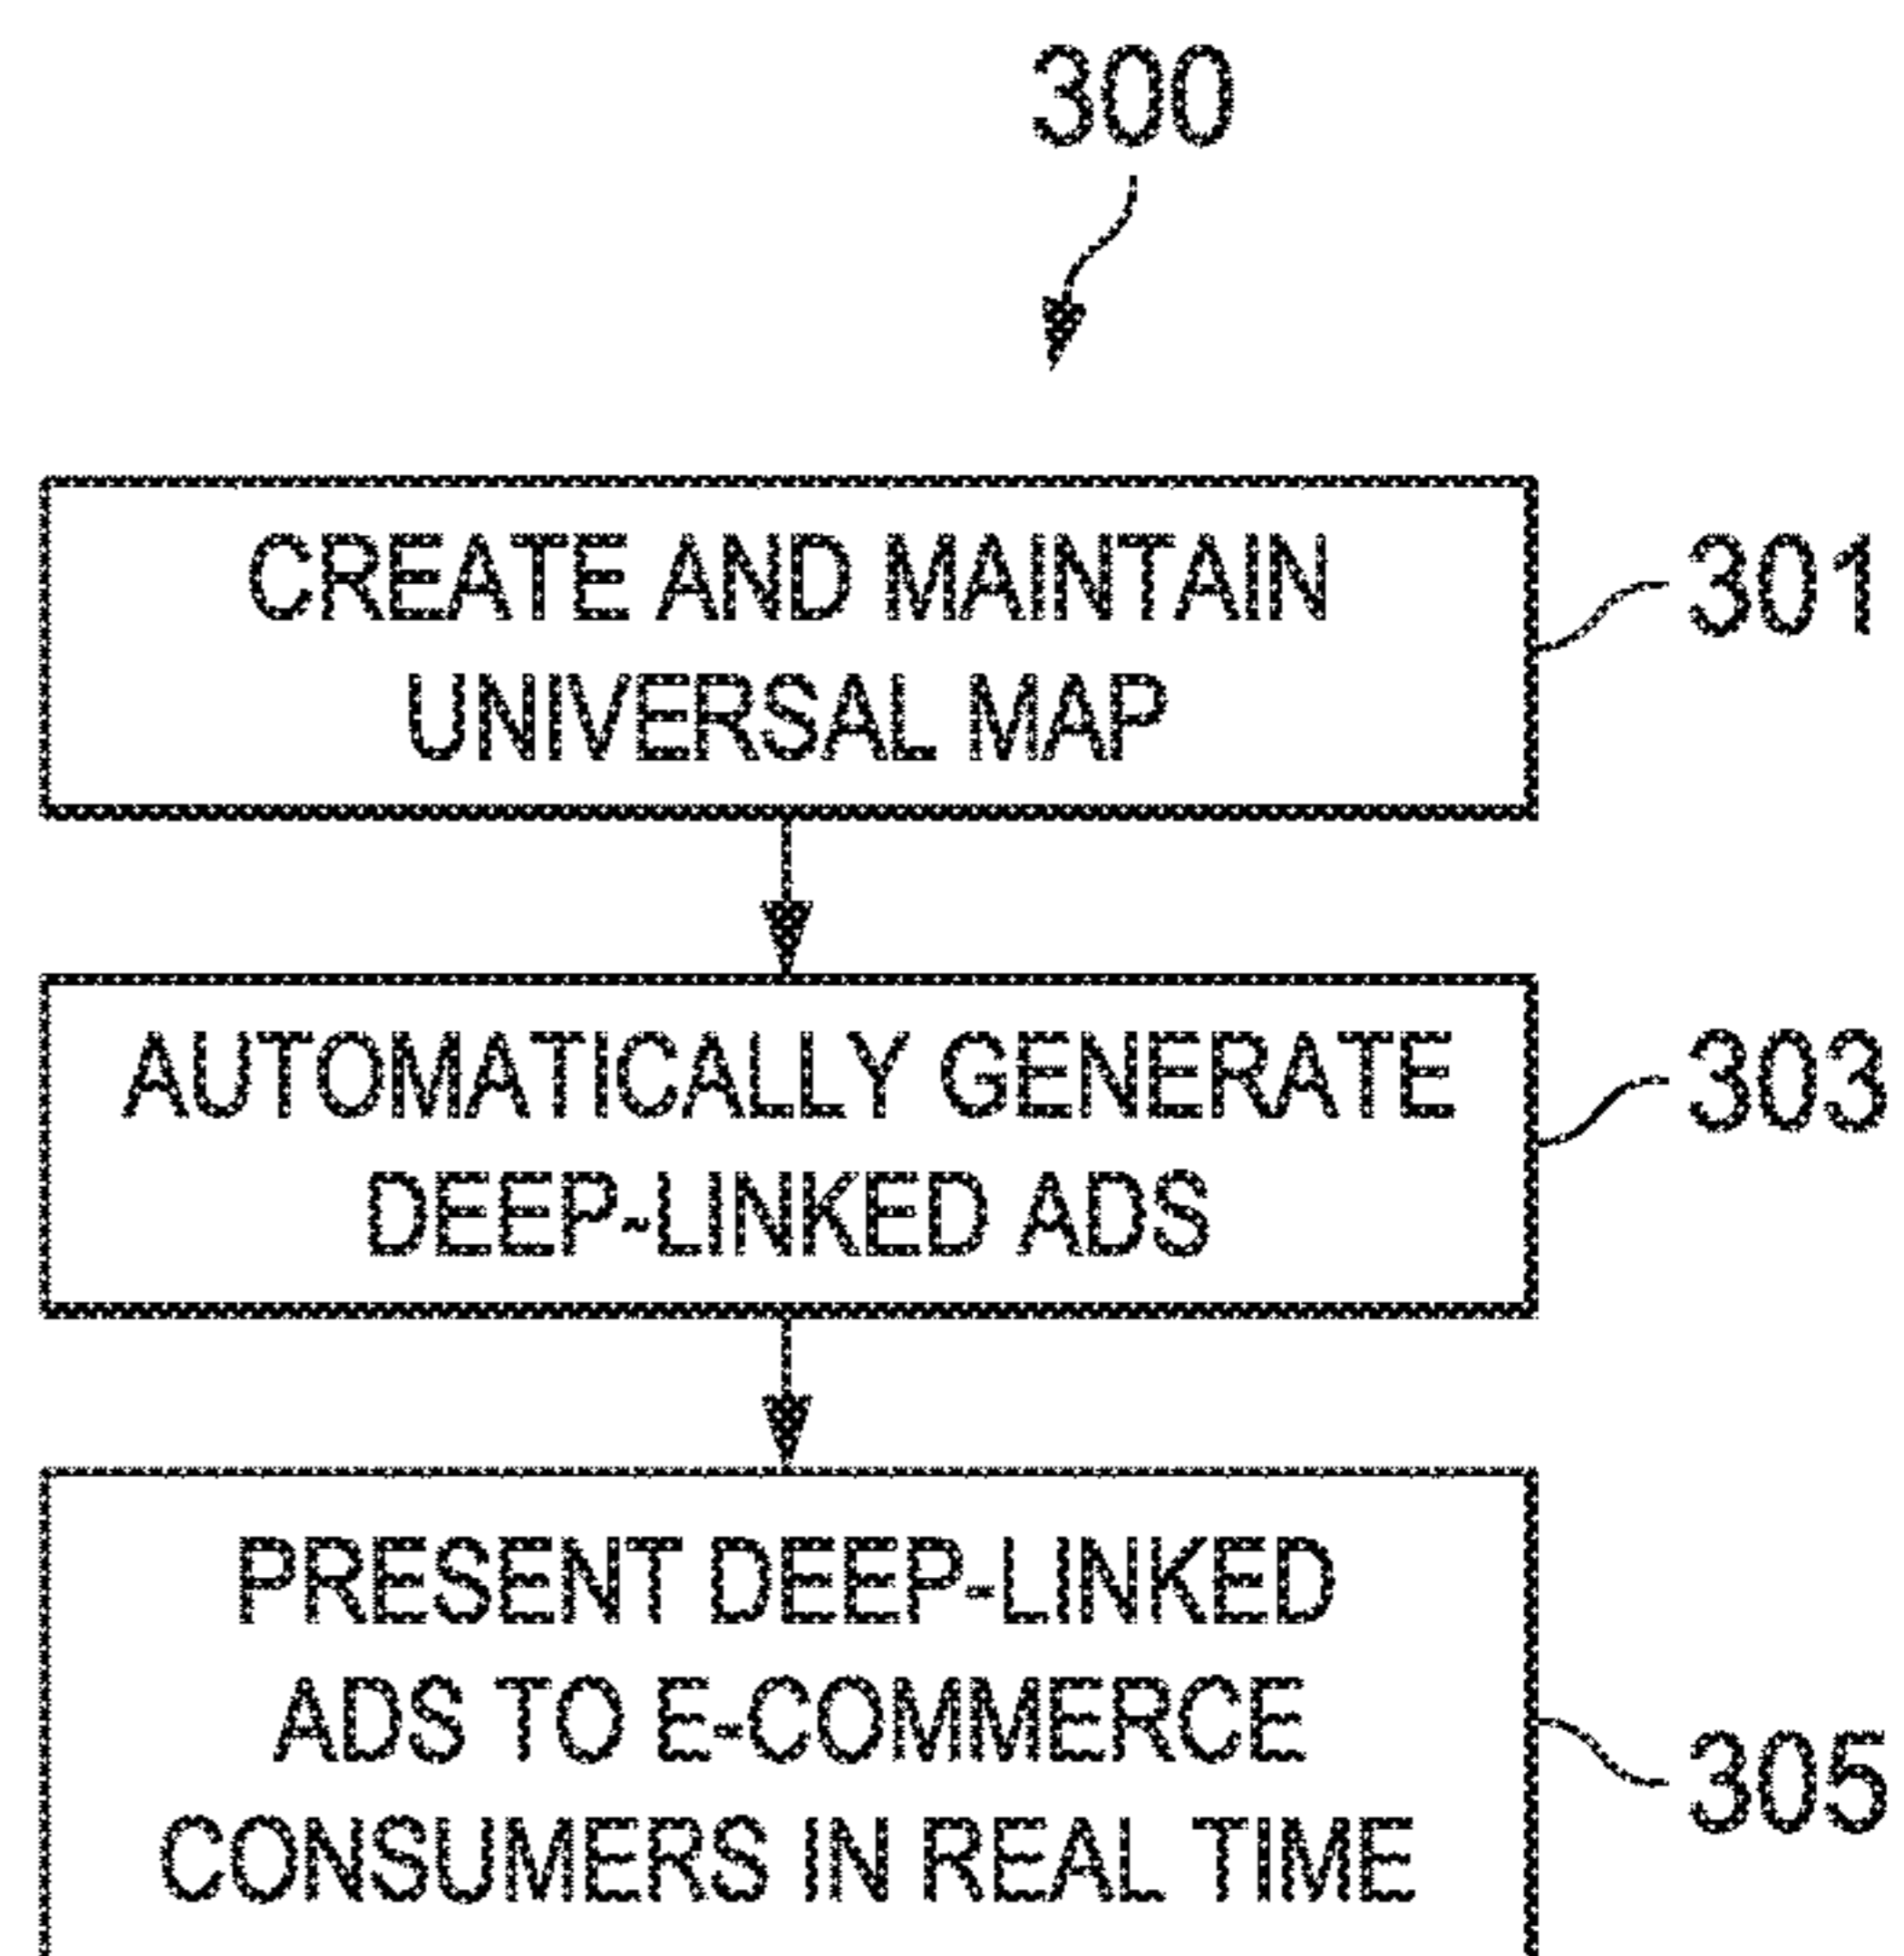 300
CREATE AND MAINTAIN
UNIVERSAL MAP
301
AUTOMATICALLY GENERATE
DEEP-LINKED ADS
303
PRESENT DEEP-LINKED
ADS TO E-COMMERCE
CONSUMERS IN REAL TIME
305